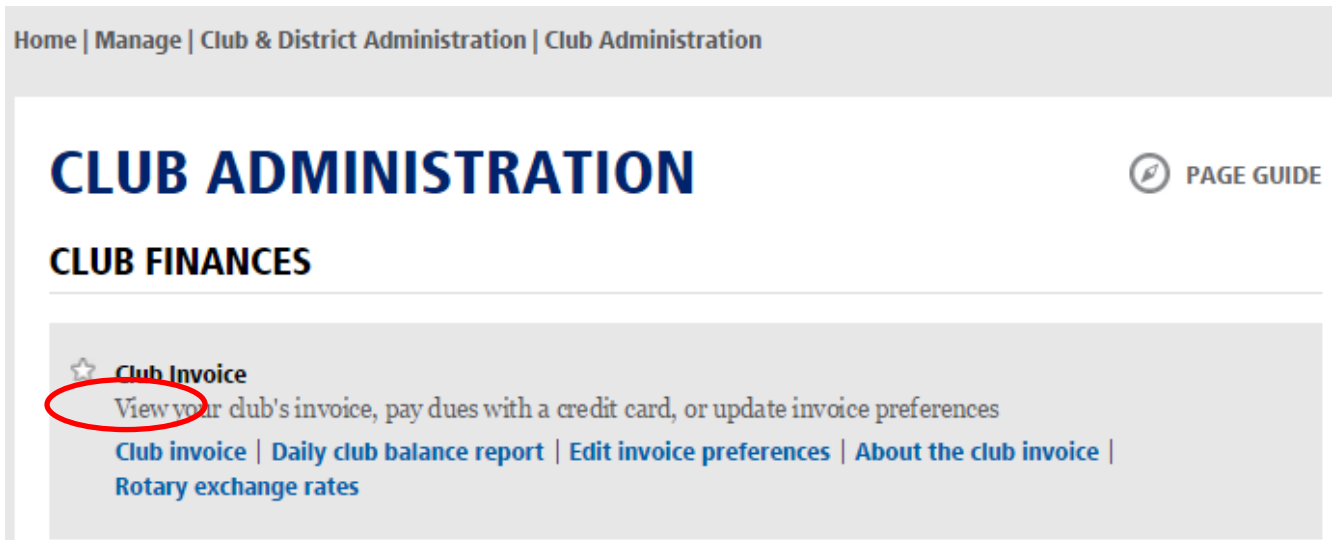 Home | Manage | Club & District Administration | Club Administration
CLUB ADMINISTRATION
PAGE GUIDE
CLUB FINANCES
Club Invoice
View your club's invoice, pay dues with a credit card, or update invoice preferences
Club invoice | Daily club balance report | Edit invoice preferences | About the club invoice |
Rotary exchange rates